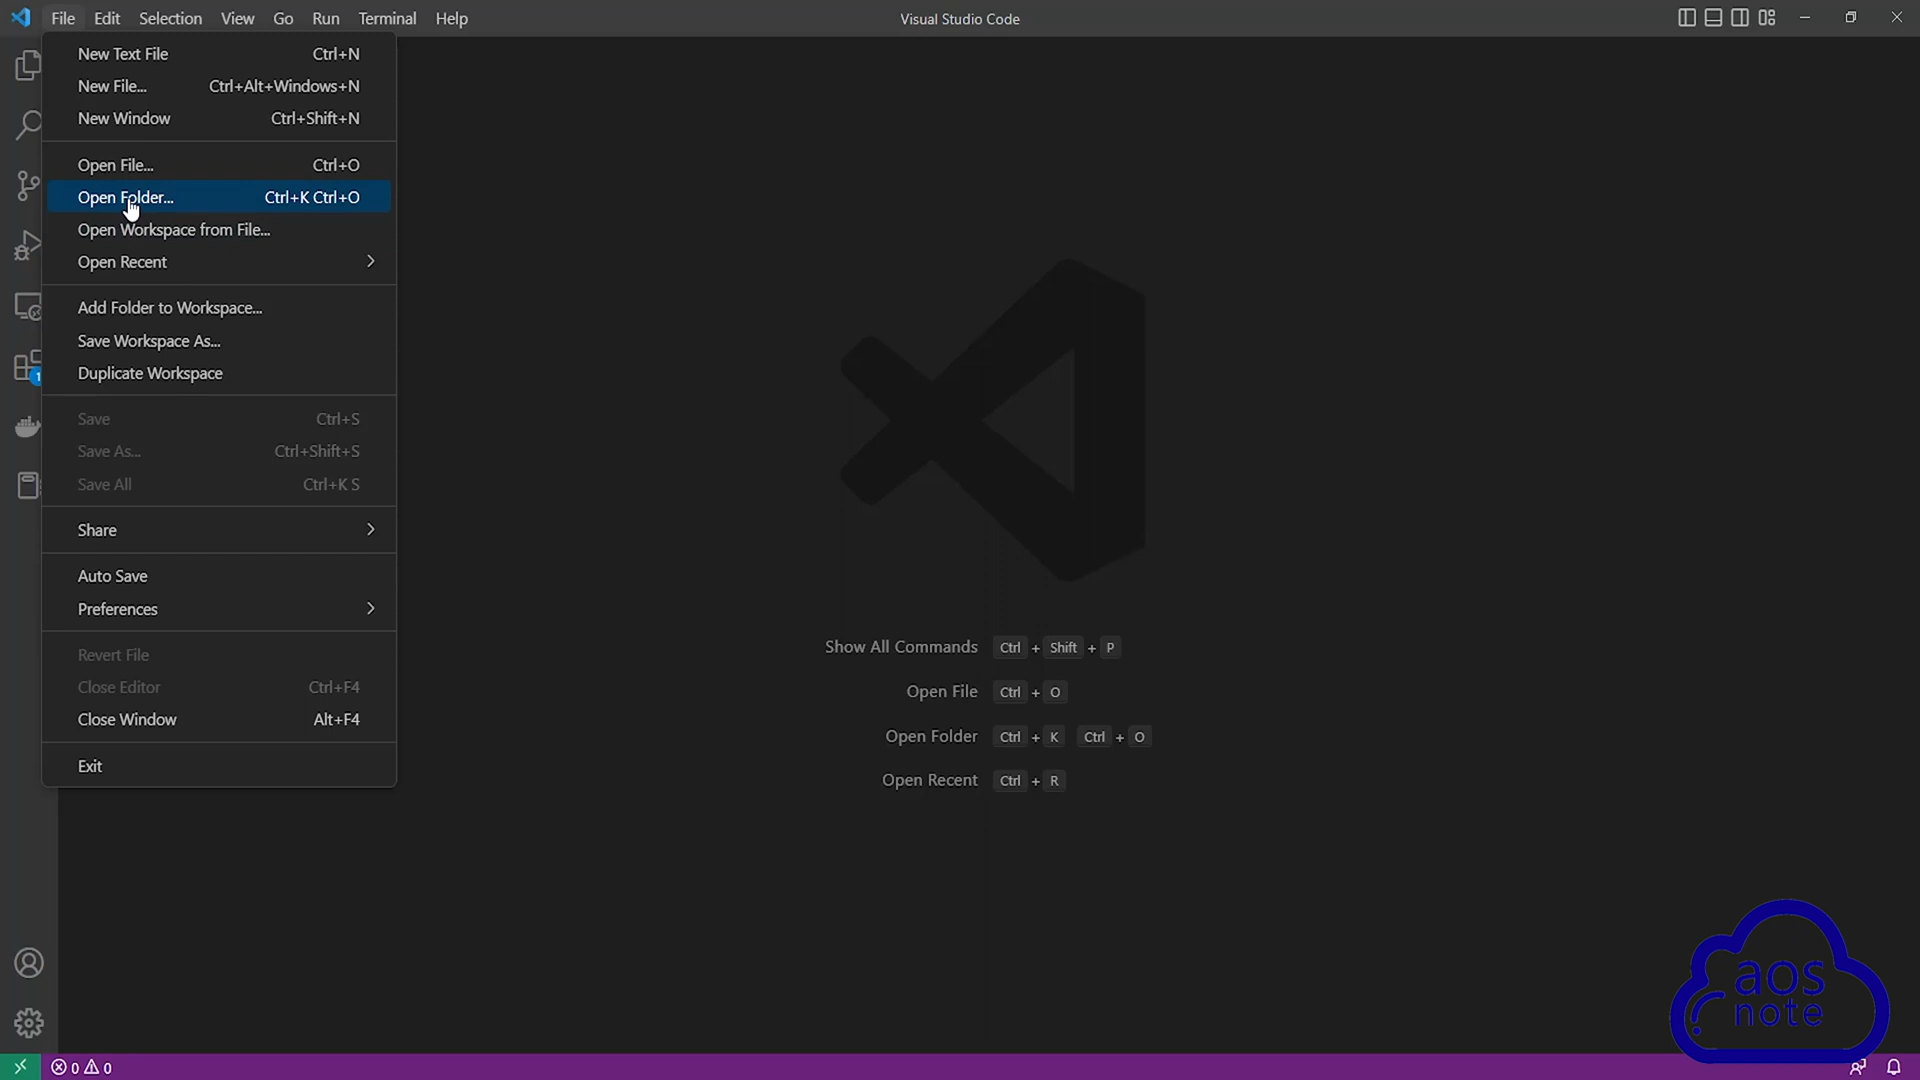 File Edit Selection View Go Run Terminal Help
Visual Studio Code
New Text File Ctrl+N
New File... Ctrl+Alt+Windows+N
New Window Ctrl+Shift+N
Open File... Ctrl+O
Open Folder... Ctrl+K Ctrl+O
Open Workspace from File...
Open Recent
Add Folder to Workspace...
Save Workspace As...
Duplicate Workspace
1
Save Ctrl+S
Save As... Ctrl+Shift+S
Save All Ctrl+K S
Share
Auto Save
Preferences
Revert File
Close Editor Ctrl+F4
Close Window Alt+F4
Exit
Show All Commands Ctrl + Shift + P
Open File Ctrl + O
Open Folder Ctrl + K Ctrl + O
Open Recent Ctrl + R
aos
note
0 0